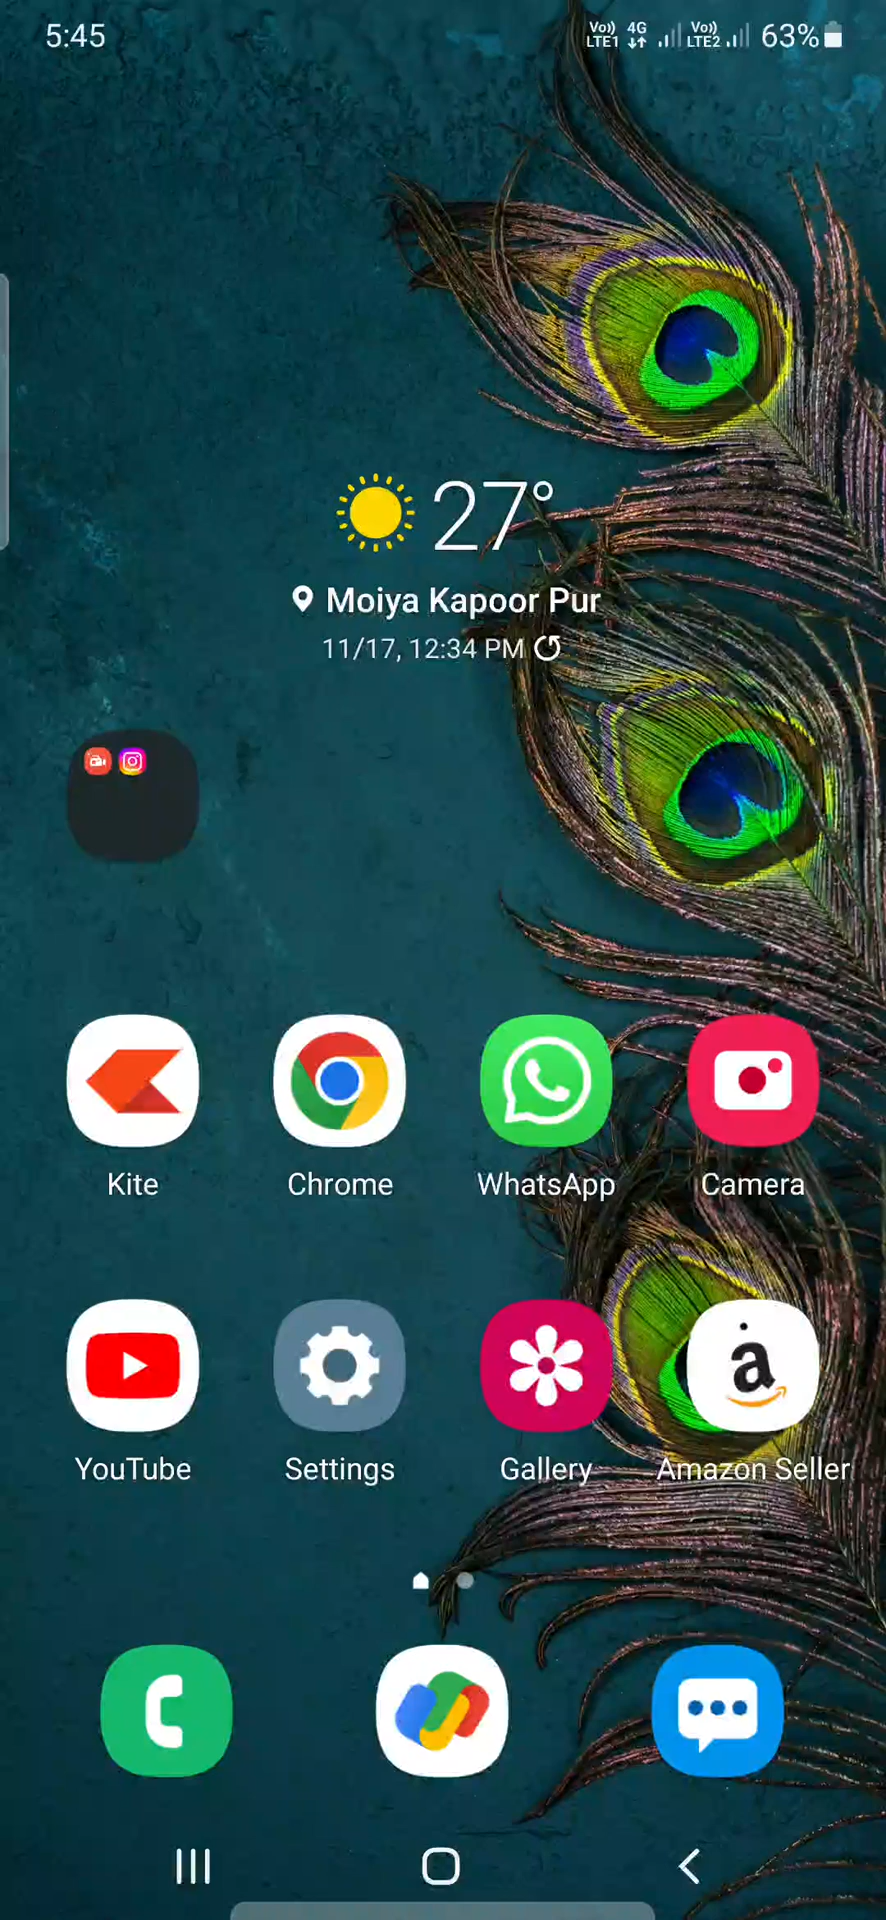 5:45 Vo)) LTE1 4G Vo)) LTE2 63%
27°
Moiya Kapoor Pur
11/17, 12:34 PM
Kite Chrome WhatsApp Camera
a
YouTube Settings Gallery Amazon Seller